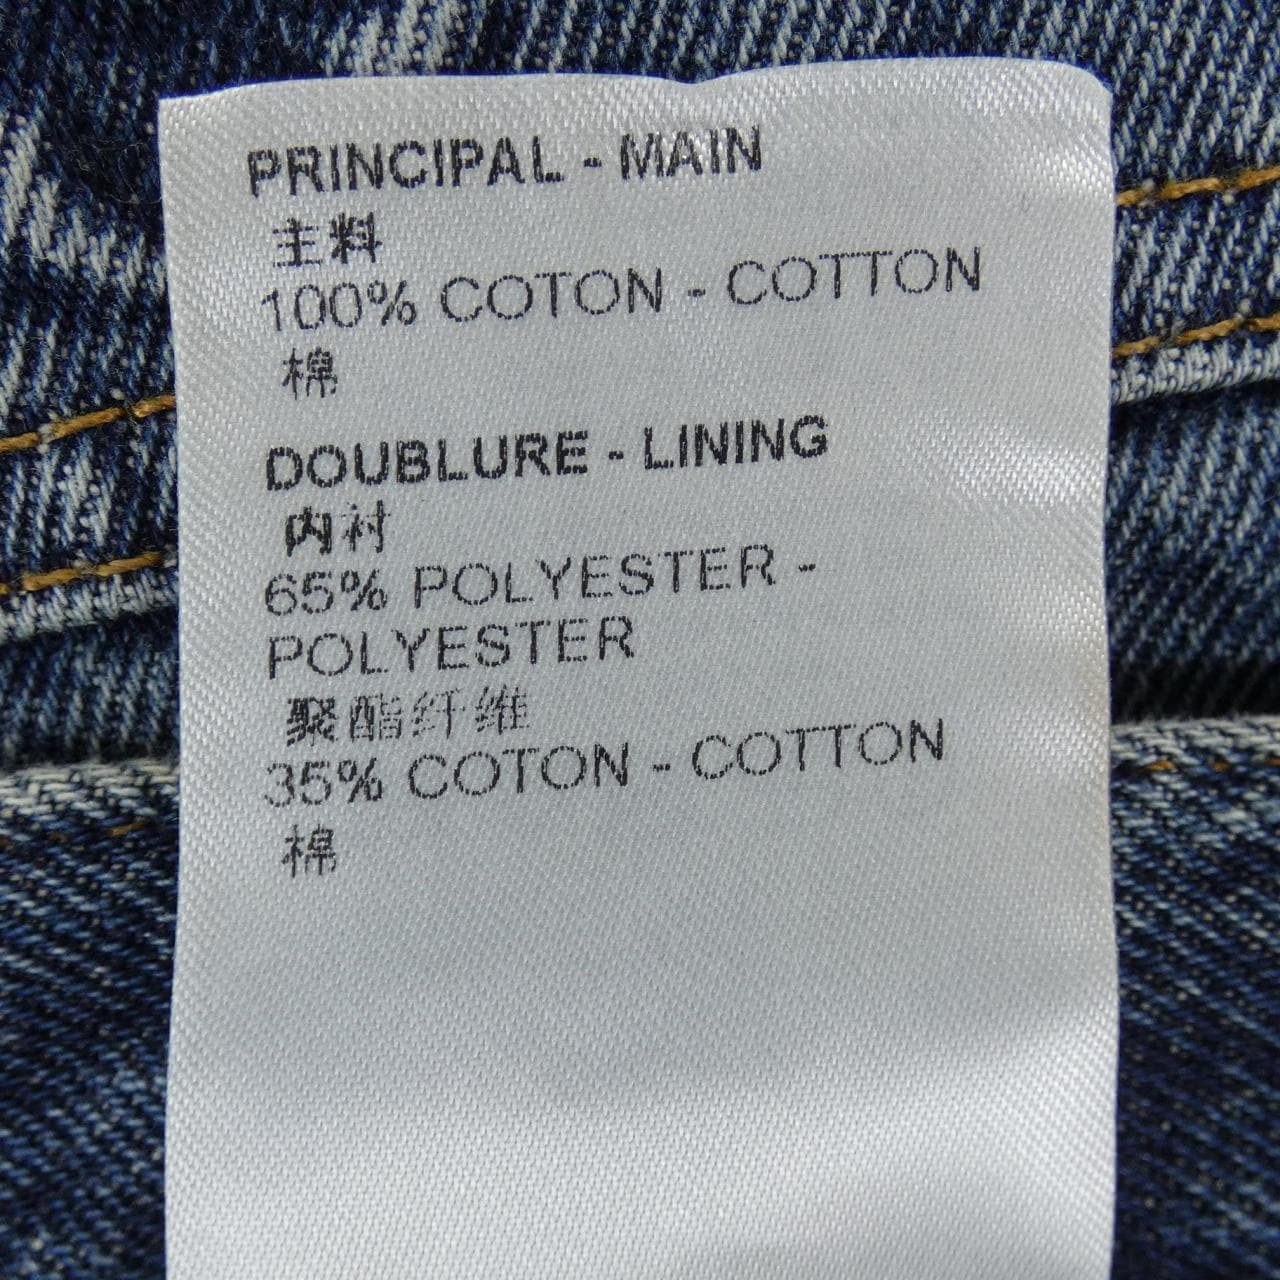 PRINCIPAL - MAIN
主料
100% COTON - COTTON
棉
DOUBLURE - LINING
内衬
65% POLYESTER -
POLYESTER
聚酯纤维
35% COTON - COTTON
棉